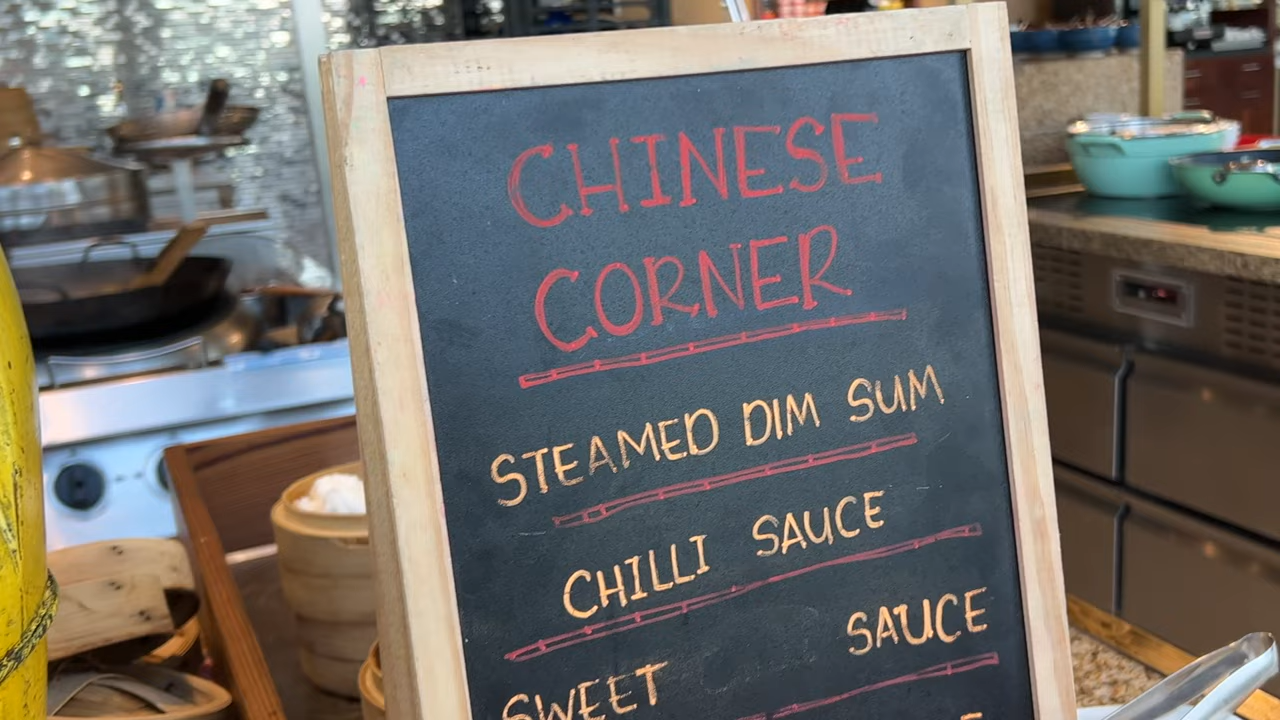 CHINESE
CORNER
STEAMED DIM SUM
CHILLI SAUCE
SWEET SAUCE